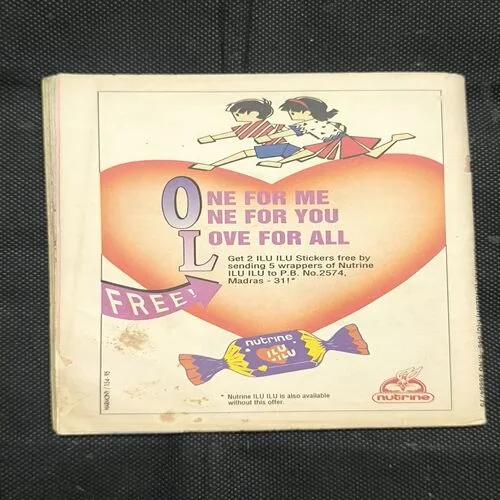 ONE FOR ME
ONE FOR YOU
LOVE FOR ALL
Get 2 ILU ILU Stickers free by
sending 5 wrappers of Nutrine
ILU ILU to P.B. No.2574,
Madras - 31!*
FREE!
nutrine
ILU
ILU
* Nutrine ILU ILU is also available
without this offer.
nutrine